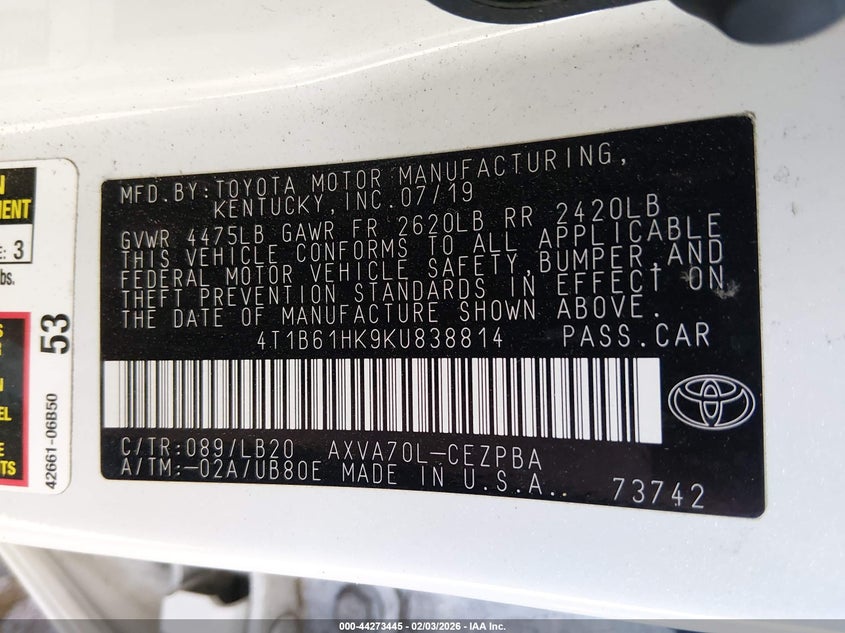 MFD.BY:TOYOTA MOTOR MANUFACTURING,
KENTUCKY,INC.07/19
GVWR 4475LB GAWR FR 2620LB RR 2420LB
THIS VEHICLE CONFORMS TO ALL APPLICABLE
FEDERAL MOTOR VEHICLE SAFETY,BUMPER,AND
THEFT PREVENTION STANDARDS IN EFFECT ON
THE DATE OF MANUFACTURE SHOWN ABOVE.
4T1B61HK9KU838814 PASS.CAR
C/TR:089/LB20 AXVA70L-CEZPBA
A/TM:-02A/UB80E MADE IN U.S.A..
73742
3
53
42661-06B50
000-44273445 - 02/03/2026 - IAA Inc.